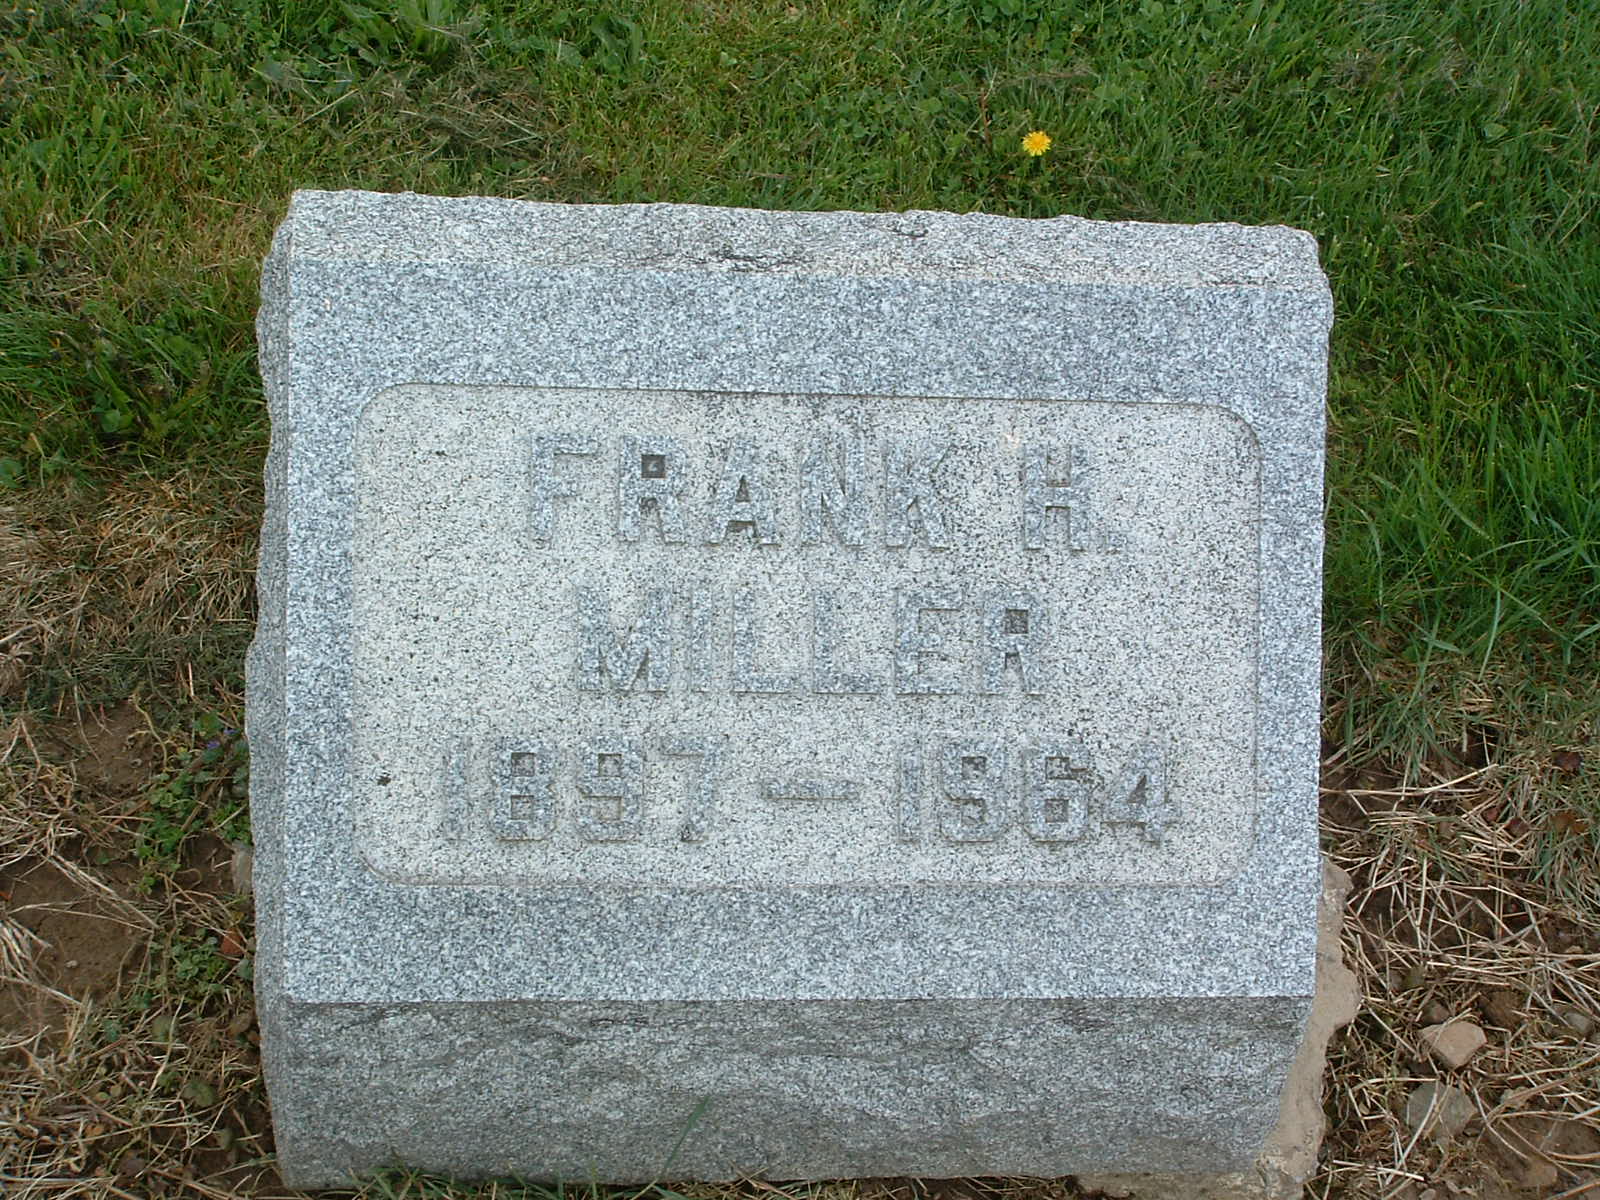 FRANK H.
MILLER
1897 — 1964